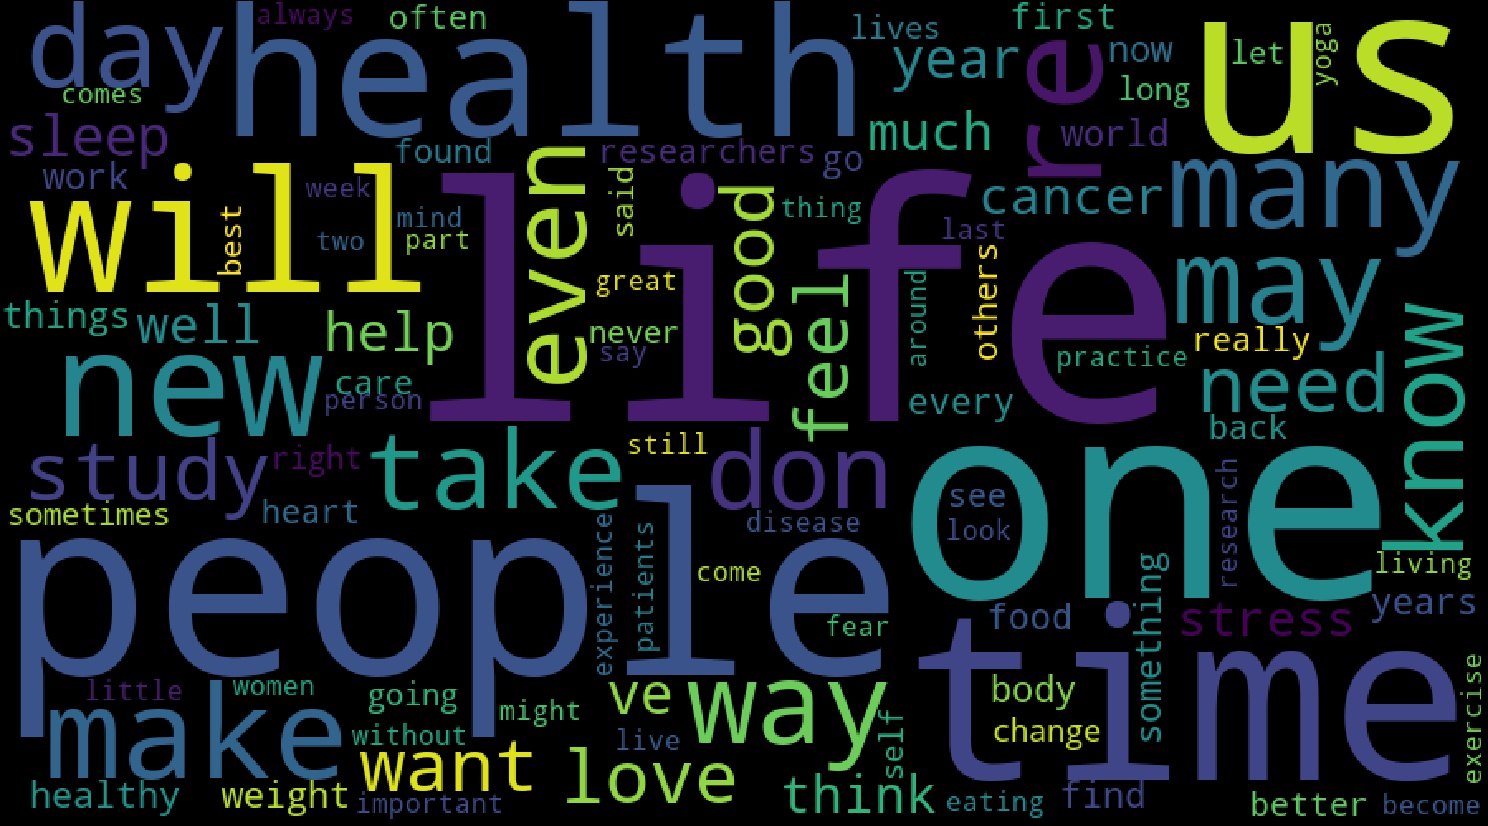 day
health
always
often
comes
lives
first
year
now
re
long
us
let
yoga
sleep
found
researchers
go
much
world
work
week
will
best
two
mind
part
even
said
life
good
thing
cancer
last
many
others
around
may
great
never
say
feel
things
well
help
new
care
person
practice
really
every
need
know
back
study
right
take
still
don
one
see
look
research
sometimes
heart
people
experience
patients
disease
come
fear
living
food
something
stress
years
time
little
women
going
might
ve
way
body
make
without
live
self
change
exercise
want
love
healthy
weight
important
think
eating
find
better
become